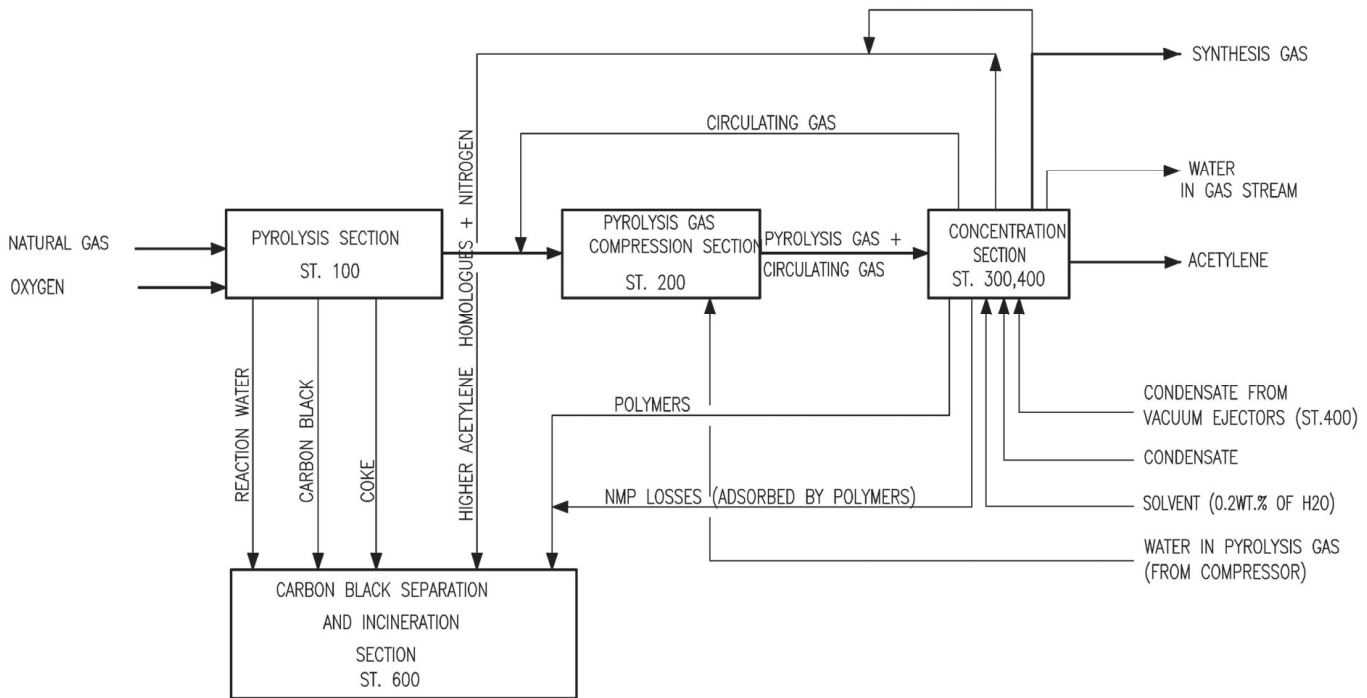 SYNTHESIS GAS
CIRCULATING GAS
WATER
IN GAS STREAM
HIGHER ACETYLENE HOMOLOGUES + NITROGEN
NATURAL GAS
OXYGEN
PYROLYSIS SECTION
ST. 100
PYROLYSIS GAS
COMPRESSION SECTION
ST. 200
PYROLYSIS GAS +
CIRCULATING GAS
CONCENTRATION
SECTION
ST. 300,400
ACETYLENE
REACTION WATER
CARBON BLACK
COKE
POLYMERS
NMP LOSSES (ADSORBED BY POLYMERS)
CONDENSATE FROM
VACUUM EJECTORS (ST.400)
CONDENSATE
SOLVENT (0.2WT.% OF H2O)
WATER IN PYROLYSIS GAS
(FROM COMPRESSOR)
CARBON BLACK SEPARATION
AND INCINERATION
SECTION
ST. 600